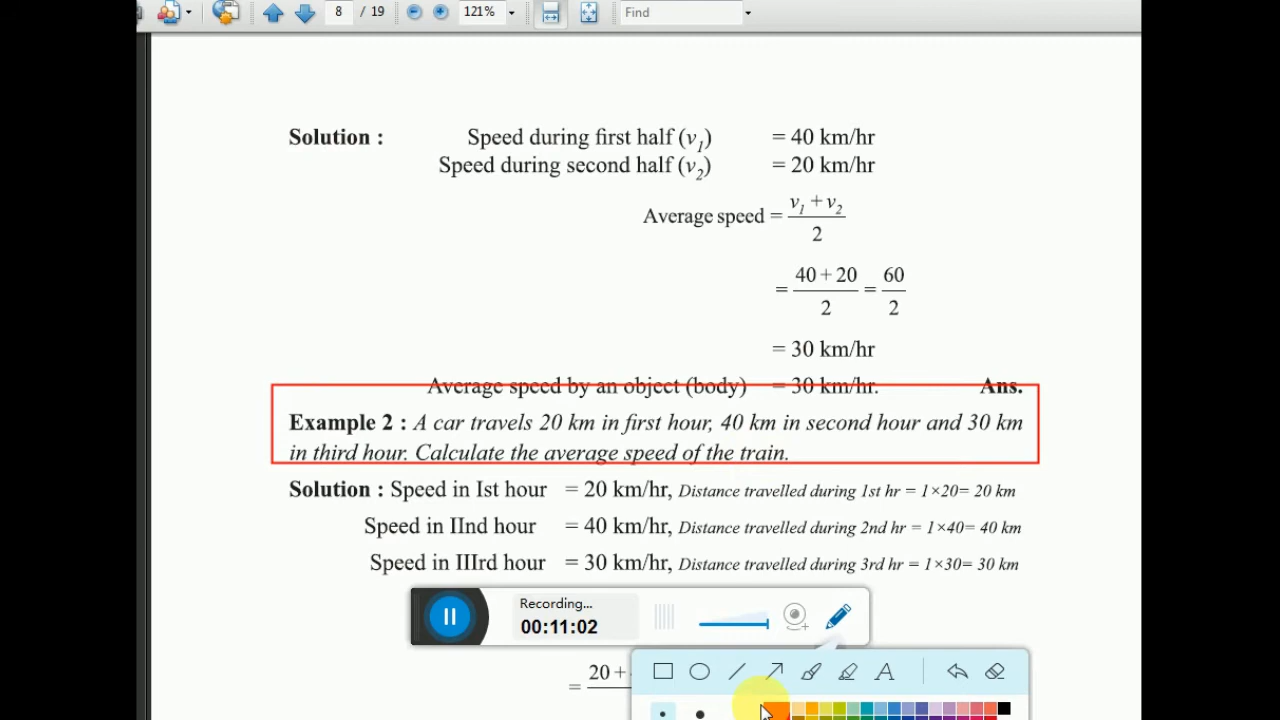 8 / 19 121% Find
Solution : Speed during first half (v1) = 40 km/hr
Speed during second half (v2) = 20 km/hr
Average speed = v1 + v2 / 2
= 40 + 20 / 2 = 60 / 2
= 30 km/hr
Average speed by an object (body) = 30 km/hr. Ans.
Example 2 : A car travels 20 km in first hour, 40 km in second hour and 30 km
in third hour. Calculate the average speed of the train.
Solution : Speed in Ist hour = 20 km/hr, Distance travelled during 1st hr = 1×20= 20 km
Speed in IInd hour = 40 km/hr, Distance travelled during 2nd hr = 1×40= 40 km
Speed in IIIrd hour = 30 km/hr, Distance travelled during 3rd hr = 1×30= 30 km
Recording...
00:11:02
= 20 +
A